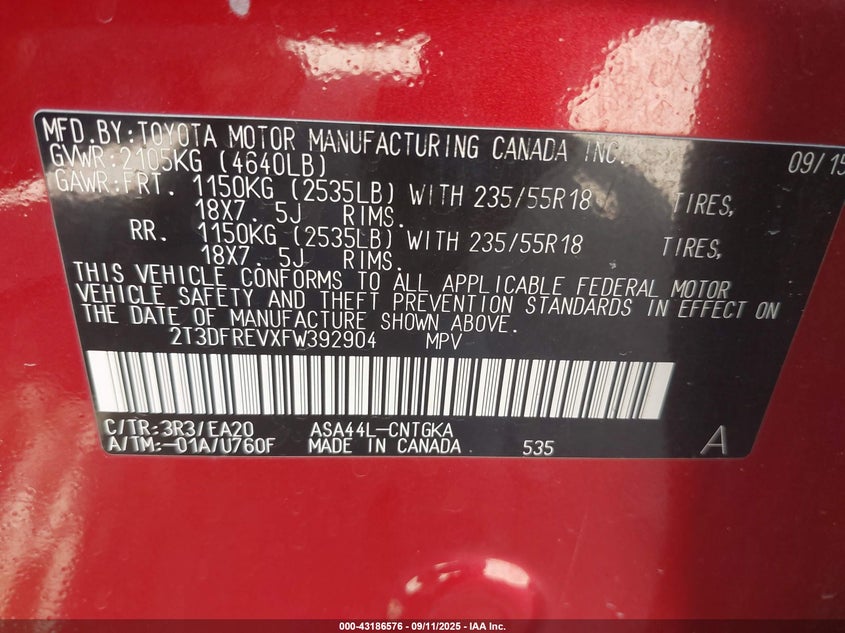 MFD.BY:TOYOTA MOTOR MANUFACTURING CANADA INC. 09/15
GVWR:2105KG (4640LB)
GAWR:FRT. 1150KG (2535LB) WITH 235/55R18 TIRES,
18X7.5J RIMS.
RR. 1150KG (2535LB) WITH 235/55R18 TIRES,
18X7.5J RIMS.
THIS VEHICLE CONFORMS TO ALL APPLICABLE FEDERAL MOTOR
VEHICLE SAFETY AND THEFT PREVENTION STANDARDS IN EFFECT ON
THE DATE OF MANUFACTURE SHOWN ABOVE.
2T3DFREVXFW392904 MPV
C/TR:3R3/EA20 ASA44L-CNTGKA
A/TM:-01A/U760F MADE IN CANADA 535 A
000-43186576 - 09/11/2025 - IAA Inc.